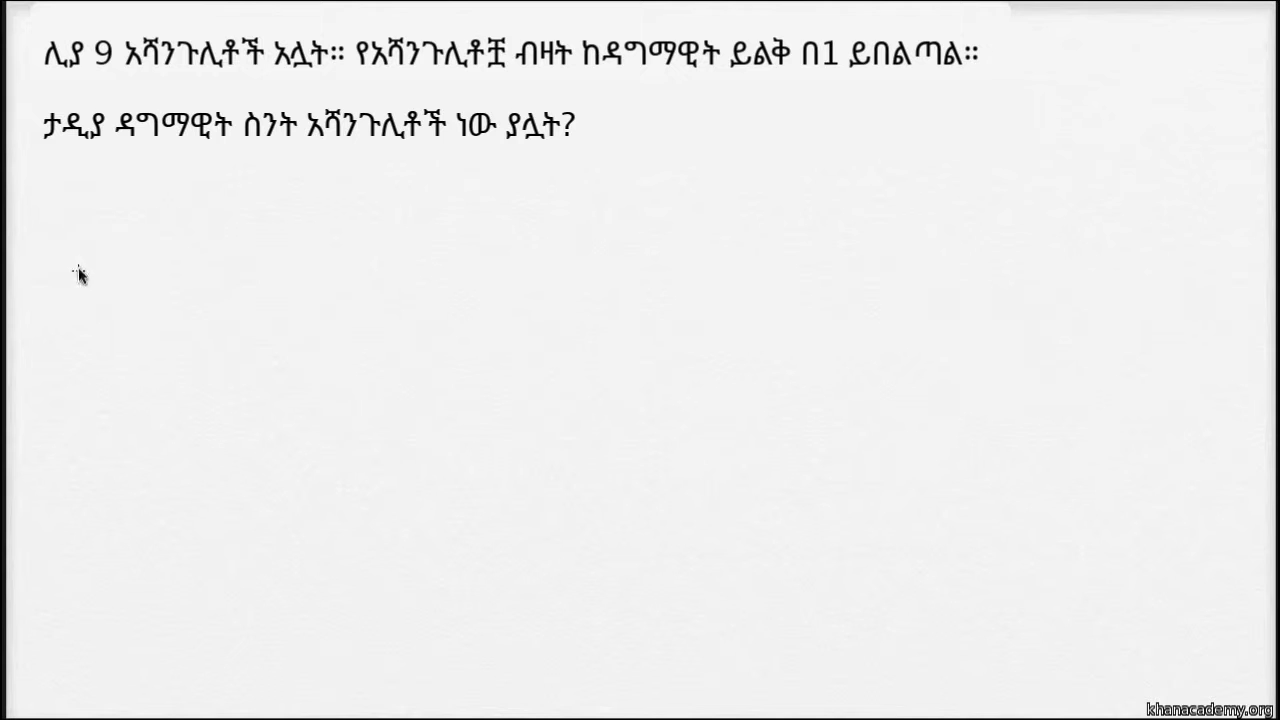 ሊያ 9 አሻንጉሊቶች አሏት። የአሻንጉሊቶቿ ብዛት ከዳግማዊት ይልቅ በ1 ይበልጣል።
ታዲያ ዳግማዊት ስንት አሻንጉሊቶች ነው ያሏት?
khanacademy.org